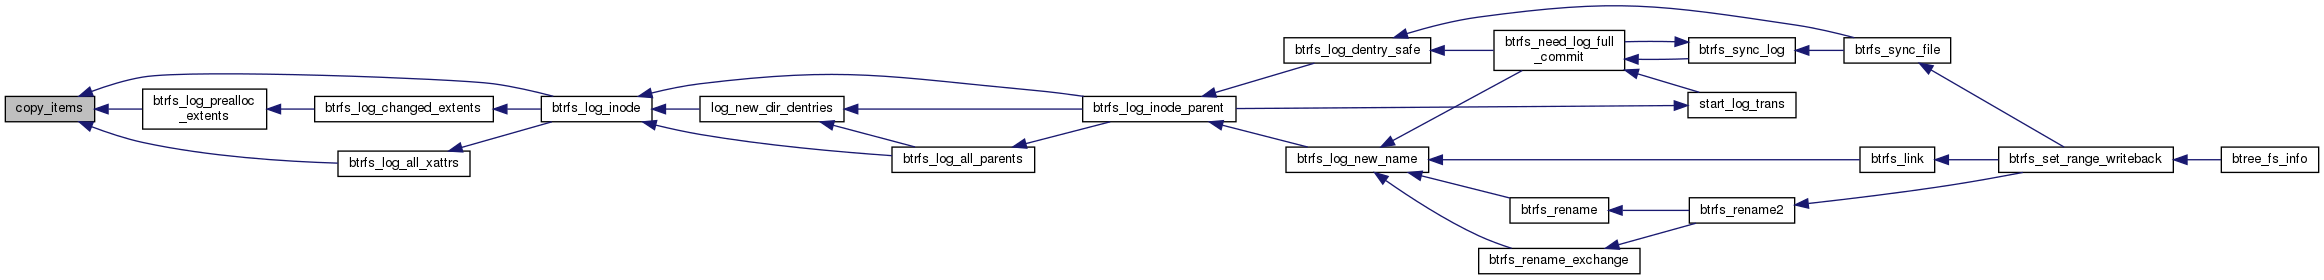 copy_items
btrfs_log_prealloc
_extents
btrfs_log_all_xattrs
btrfs_log_changed_extents
btrfs_log_inode
log_new_dir_dentries
btrfs_log_all_parents
btrfs_log_inode_parent
btrfs_log_dentry_safe
btrfs_log_new_name
btrfs_need_log_full
_commit
btrfs_rename
btrfs_rename_exchange
btrfs_sync_log
start_log_trans
btrfs_rename2
btrfs_sync_file
btrfs_link
btrfs_set_range_writeback
btree_fs_info